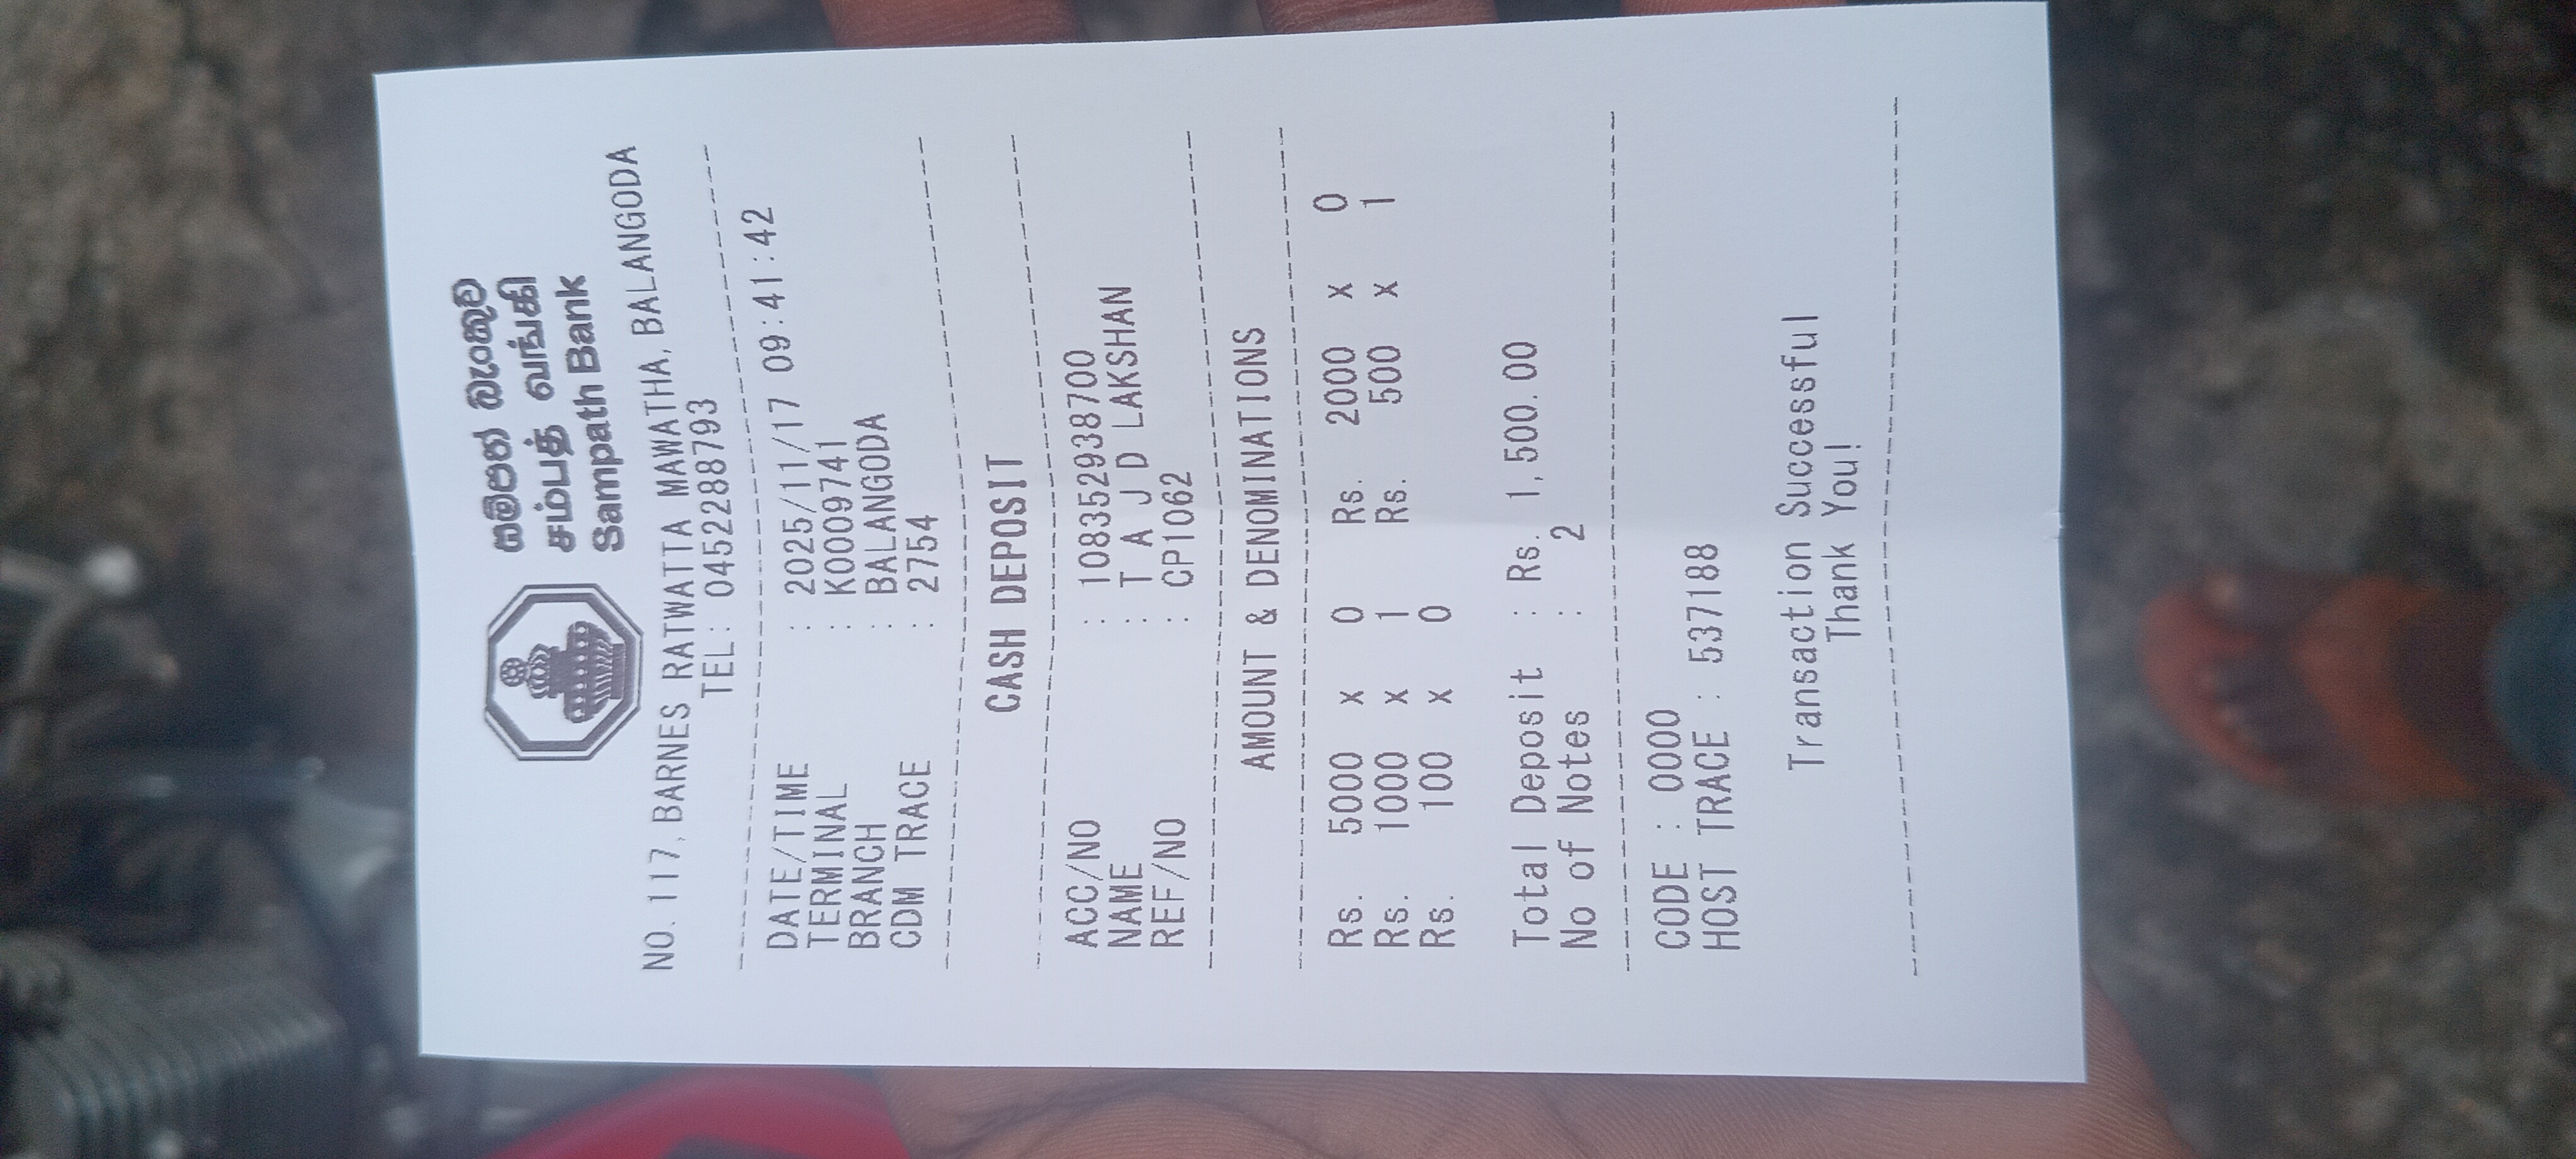 සම්පත් බැංකුව
சம்பத் வங்கி
Sampath Bank
NO. 117, BARNES RATWATTA MAWATHA, BALANGODA
TEL: 0452288793
DATE/TIME : 2025/11/17 09:41:42
TERMINAL : K0009741
BRANCH : BALANGODA
CDM TRACE : 2754
CASH DEPOSIT
ACC/NO : 108352938700
NAME : T A J D LAKSHAN
REF/NO : CP1062
AMOUNT & DENOMINATIONS
Rs. 5000 x 0 Rs. 2000 x 0
Rs. 1000 x 1 Rs. 500 x 1
Rs. 100 x 0
Total Deposit : Rs. 1,500.00
No of Notes : 2
CODE : 0000
HOST TRACE : 537188
Transaction Successful
Thank You!